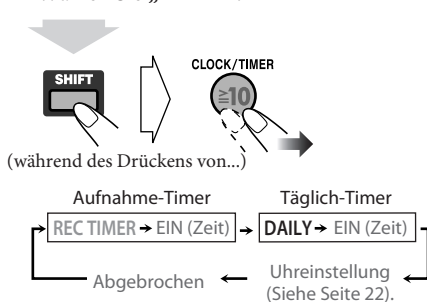 CLOCK/TIMER
SHIFT
≧10
(während des Drückens von...)
Aufnahme-Timer
Täglich-Timer
REC TIMER → EIN (Zeit) → DAILY → EIN (Zeit)
Abgebrochen ← Uhreinstellung
(Siehe Seite 22).